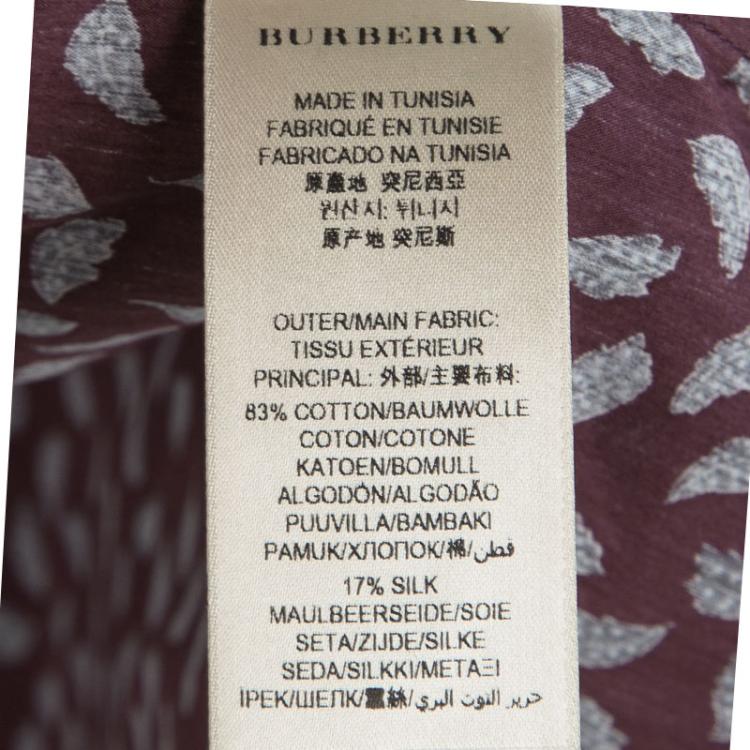 BURBERRY
MADE IN TUNISIA
FABRIQUÉ EN TUNISIE
FABRICADO NA TUNISIA
原產地 突尼西亞
원산지: 튀니지
原产地 突尼斯
OUTER/MAIN FABRIC:
TISSU EXTÉRIEUR
PRINCIPAL: 外部/主要布料:
83% COTTON/BAUMWOLLE
COTON/COTONE
KATOEN/BOMULL
ALGODÓN/ALGODÃO
PUUVILLA/BAMBAKI
PAMUK/ХЛОПОК/棉/قطن
17% SILK
MAULBEERSEIDE/SOIE
SETA/ZIJDE/SILKE
SEDA/SILKKI/ΜΕΤΑΞΙ
İPEK/ШЕЛК/蠶絲/حرير التوت البري